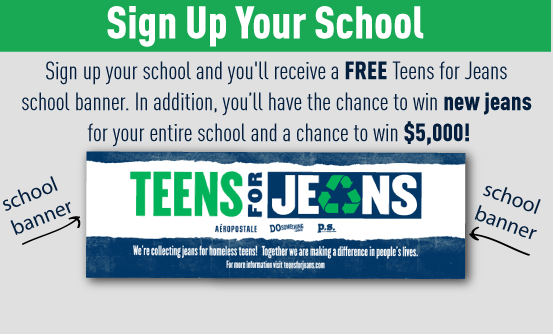 Sign Up Your School
Sign up your school and you'll receive a FREE Teens for Jeans
school banner. In addition, you'll have the chance to win new jeans
for your entire school and a chance to win $5,000!
school
banner
TEENS FOR JEANS
AÉROPOSTALE DOSOMETHING p.s.
We're collecting jeans for homeless teens! Together we are making a difference in people's lives.
For more information visit teensforjeans.com
school
banner